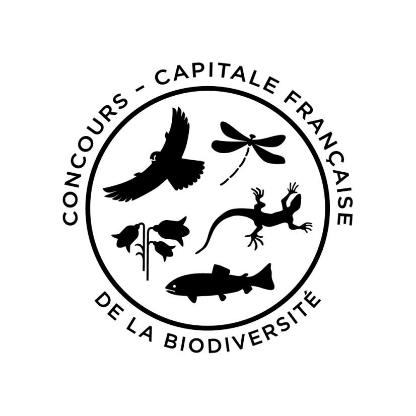 CONCOURS – CAPITALE FRANÇAISE
DE LA BIODIVERSITÉ